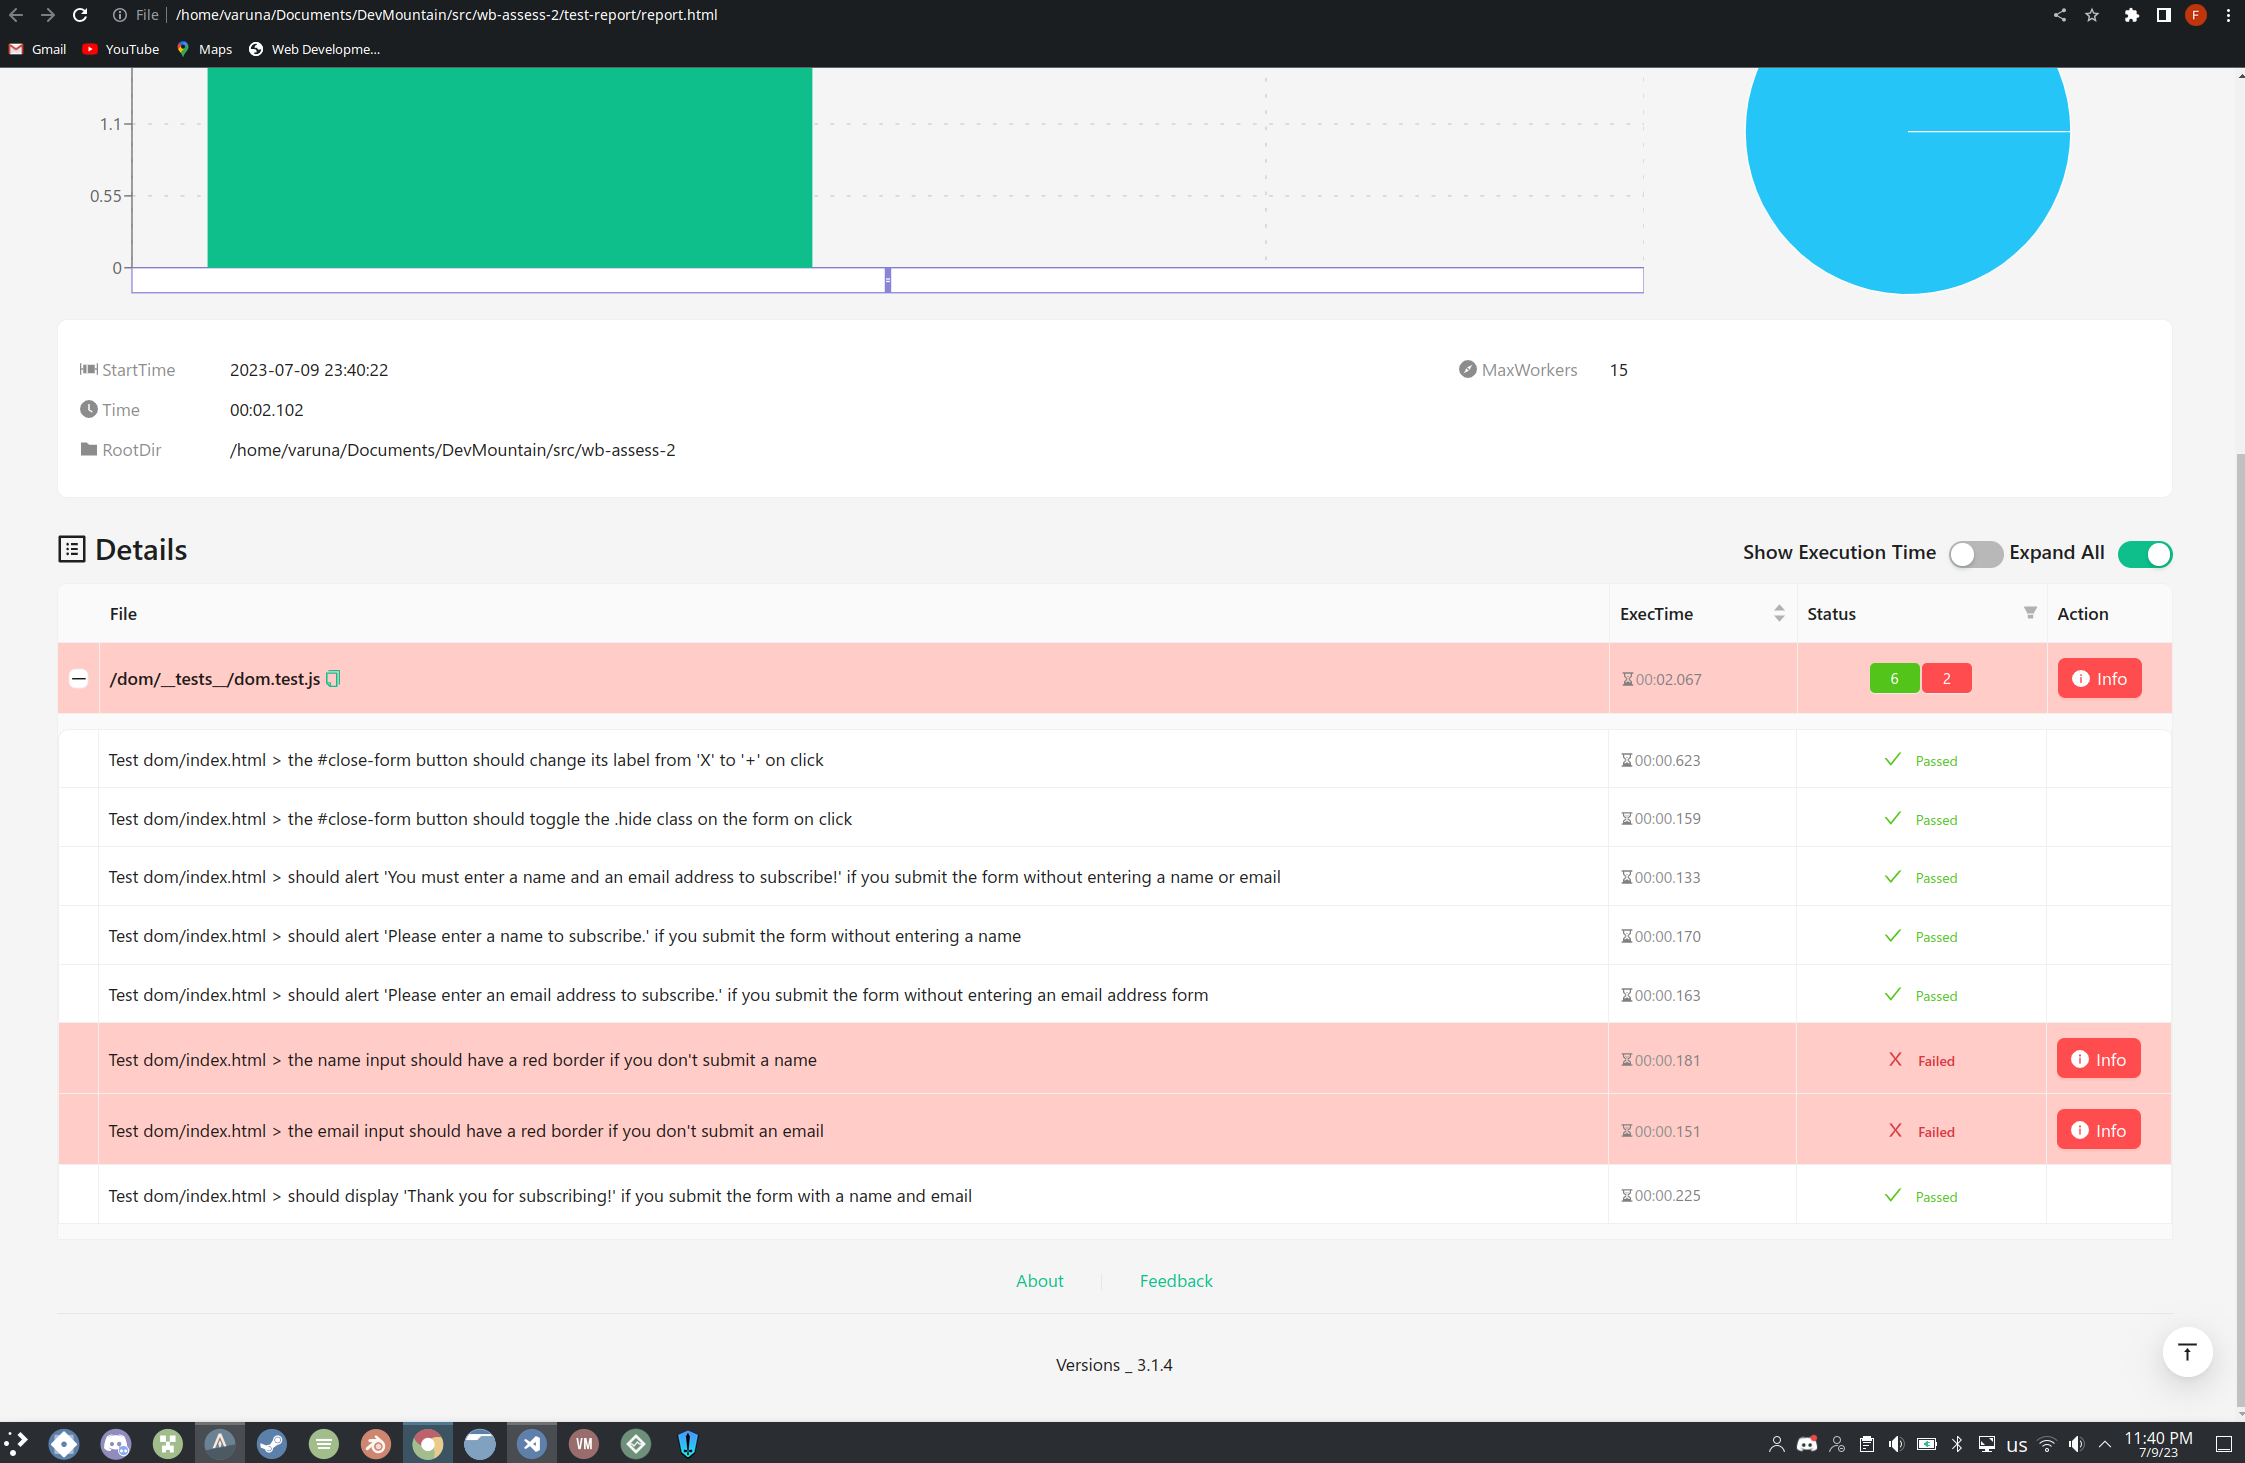 File
/home/varuna/Documents/DevMountain/src/wb-assess-2/test-report/report.html
F
Gmail
YouTube
Maps
Web Developme...
1.1
0.55
0
StartTime
2023-07-09 23:40:22
MaxWorkers
15
Time
00:02.102
RootDir
/home/varuna/Documents/DevMountain/src/wb-assess-2
Details
Show Execution Time
Expand All
File
ExecTime
Status
Action
/dom/__tests__/dom.test.js
00:02.067
6
2
Info
Test dom/index.html > the #close-form button should change its label from 'X' to '+' on click
00:00.623
Passed
Test dom/index.html > the #close-form button should toggle the .hide class on the form on click
00:00.159
Passed
Test dom/index.html > should alert 'You must enter a name and an email address to subscribe!' if you submit the form without entering a name or email
00:00.133
Passed
Test dom/index.html > should alert 'Please enter a name to subscribe.' if you submit the form without entering a name
00:00.170
Passed
Test dom/index.html > should alert 'Please enter an email address to subscribe.' if you submit the form without entering an email address form
00:00.163
Passed
Test dom/index.html > the name input should have a red border if you don't submit a name
00:00.181
Failed
Info
Test dom/index.html > the email input should have a red border if you don't submit an email
00:00.151
Failed
Info
Test dom/index.html > should display 'Thank you for subscribing!' if you submit the form with a name and email
00:00.225
Passed
About
Feedback
Versions _ 3.1.4
VM
us
11:40 PM
7/9/23